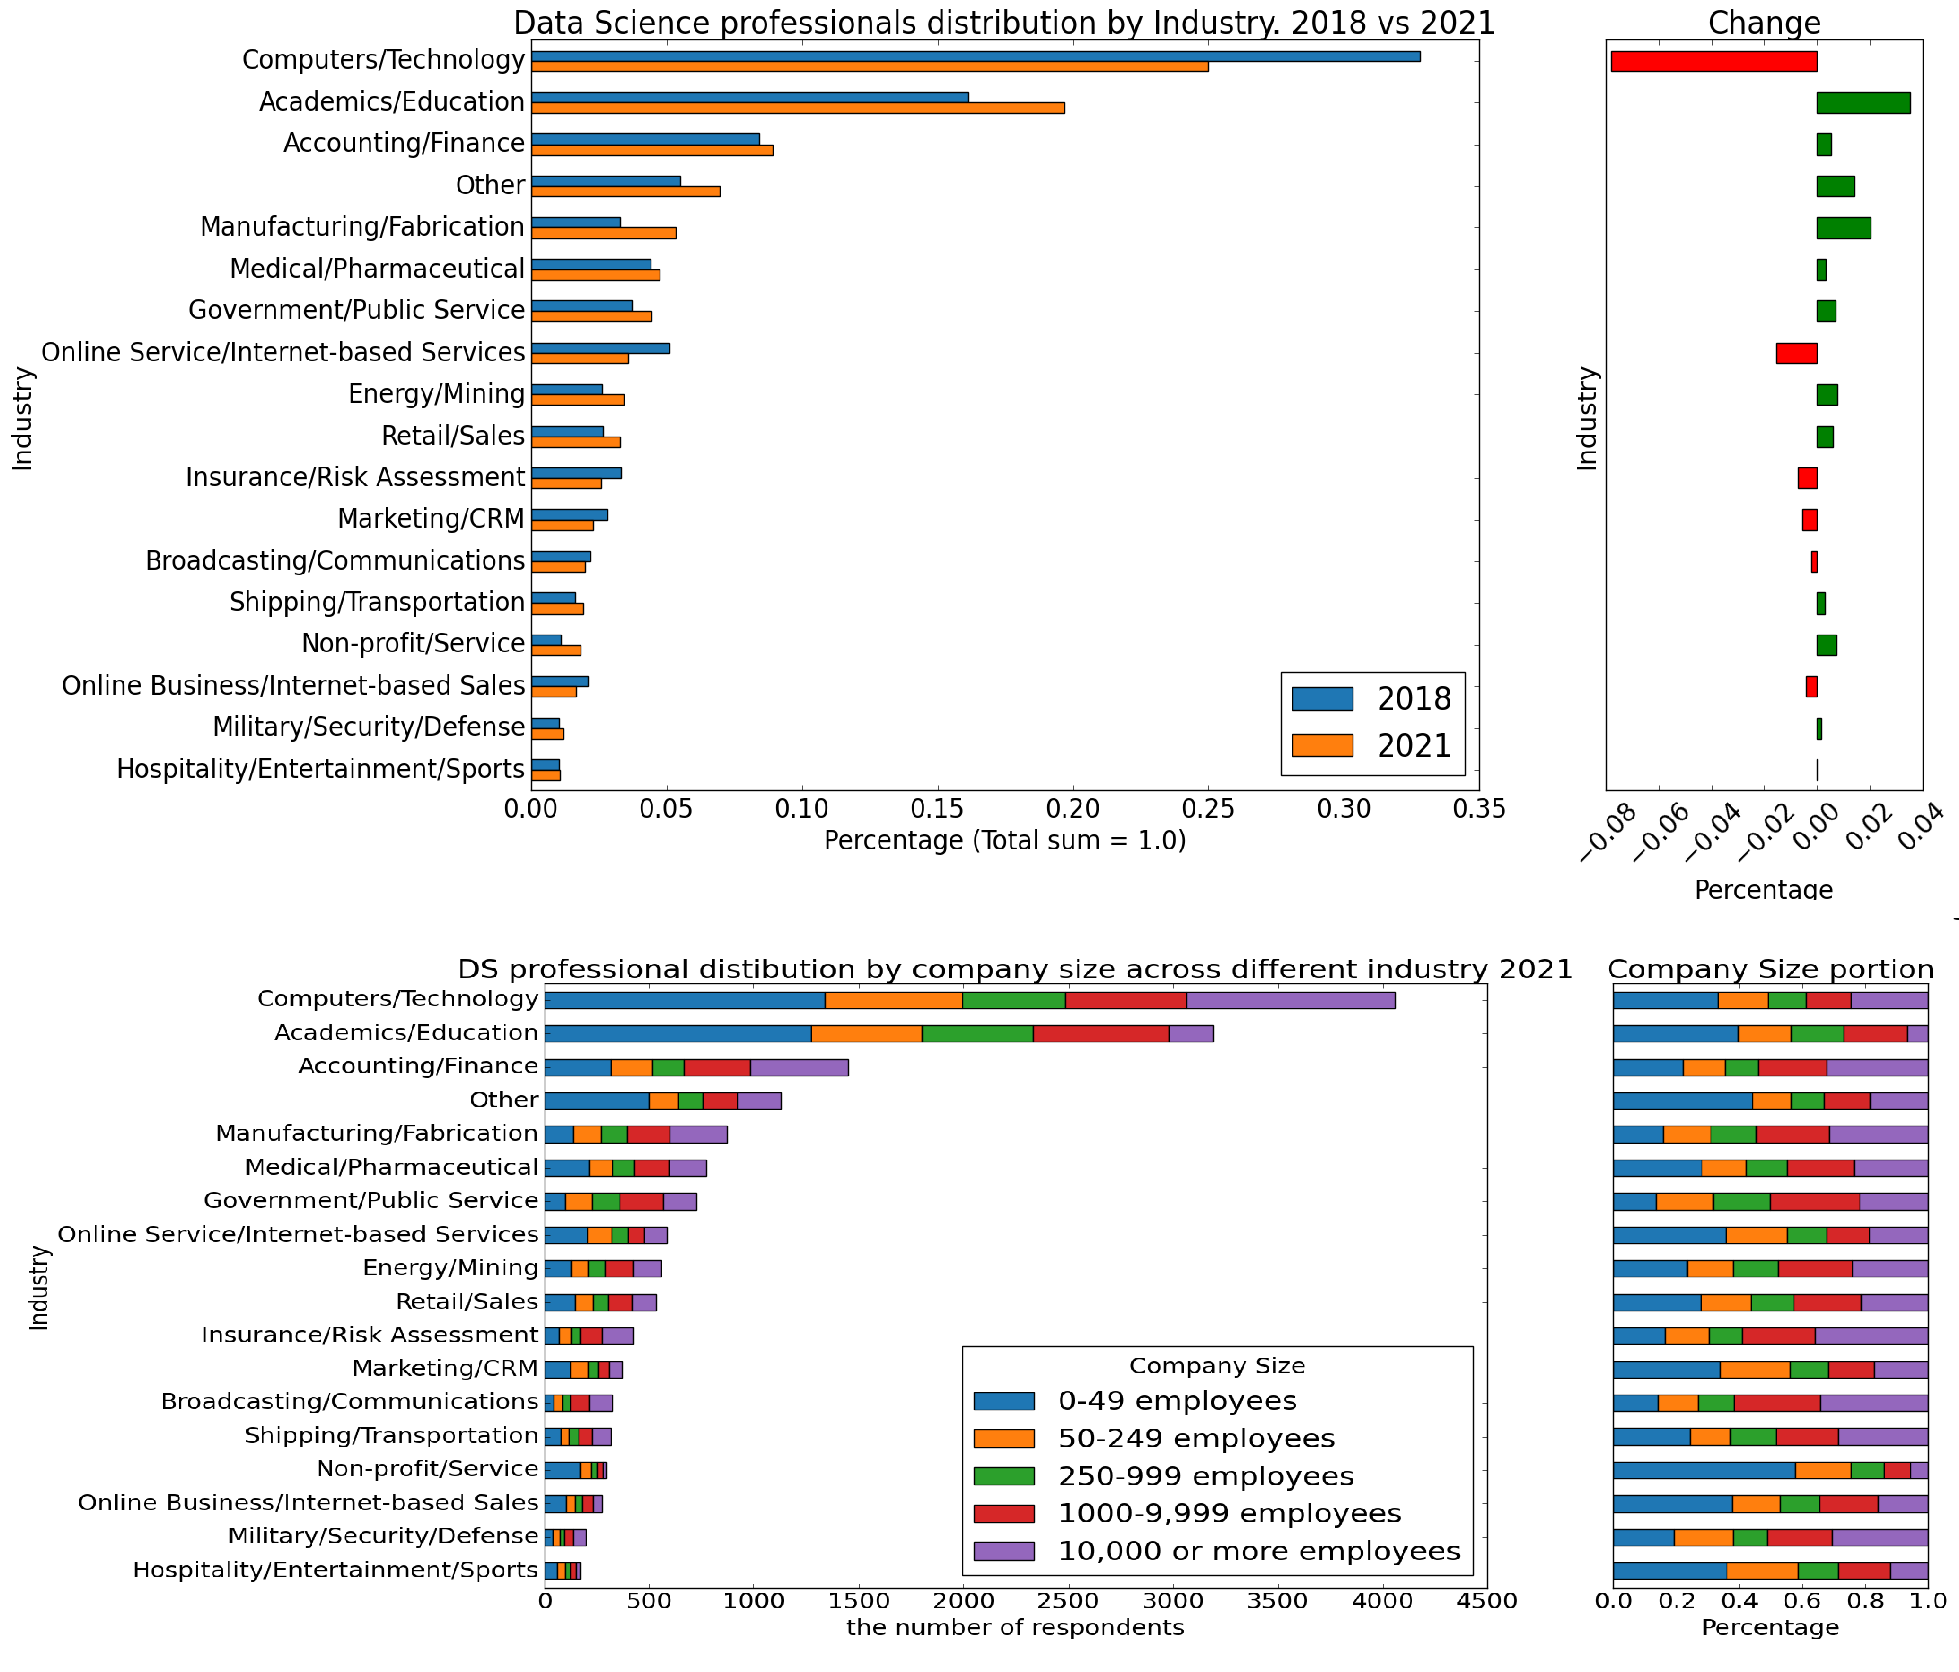 Data Science professionals distribution by Industry. 2018 vs 2021
Computers/Technology
Academics/Education
Accounting/Finance
Other
Manufacturing/Fabrication
Medical/Pharmaceutical
Government/Public Service
Online Service/Internet-based Services
Energy/Mining
Retail/Sales
Insurance/Risk Assessment
Marketing/CRM
Broadcasting/Communications
Shipping/Transportation
Non-profit/Service
Online Business/Internet-based Sales
Military/Security/Defense
Hospitality/Entertainment/Sports
Industry
2018
2021
0.00 0.05 0.10 0.15 0.20 0.25 0.30 0.35
Percentage (Total sum = 1.0)
Change
Industry
−0.08 −0.06 −0.04 −0.02 0.00 0.02 0.04
Percentage
DS professional distibution by company size across different industry 2021
Computers/Technology
Academics/Education
Accounting/Finance
Other
Manufacturing/Fabrication
Medical/Pharmaceutical
Government/Public Service
Online Service/Internet-based Services
Energy/Mining
Retail/Sales
Insurance/Risk Assessment
Marketing/CRM
Broadcasting/Communications
Shipping/Transportation
Non-profit/Service
Online Business/Internet-based Sales
Military/Security/Defense
Hospitality/Entertainment/Sports
Industry
Company Size
0-49 employees
50-249 employees
250-999 employees
1000-9,999 employees
10,000 or more employees
0 500 1000 1500 2000 2500 3000 3500 4000 4500
the number of respondents
Company Size portion
0.0 0.2 0.4 0.6 0.8 1.0
Percentage